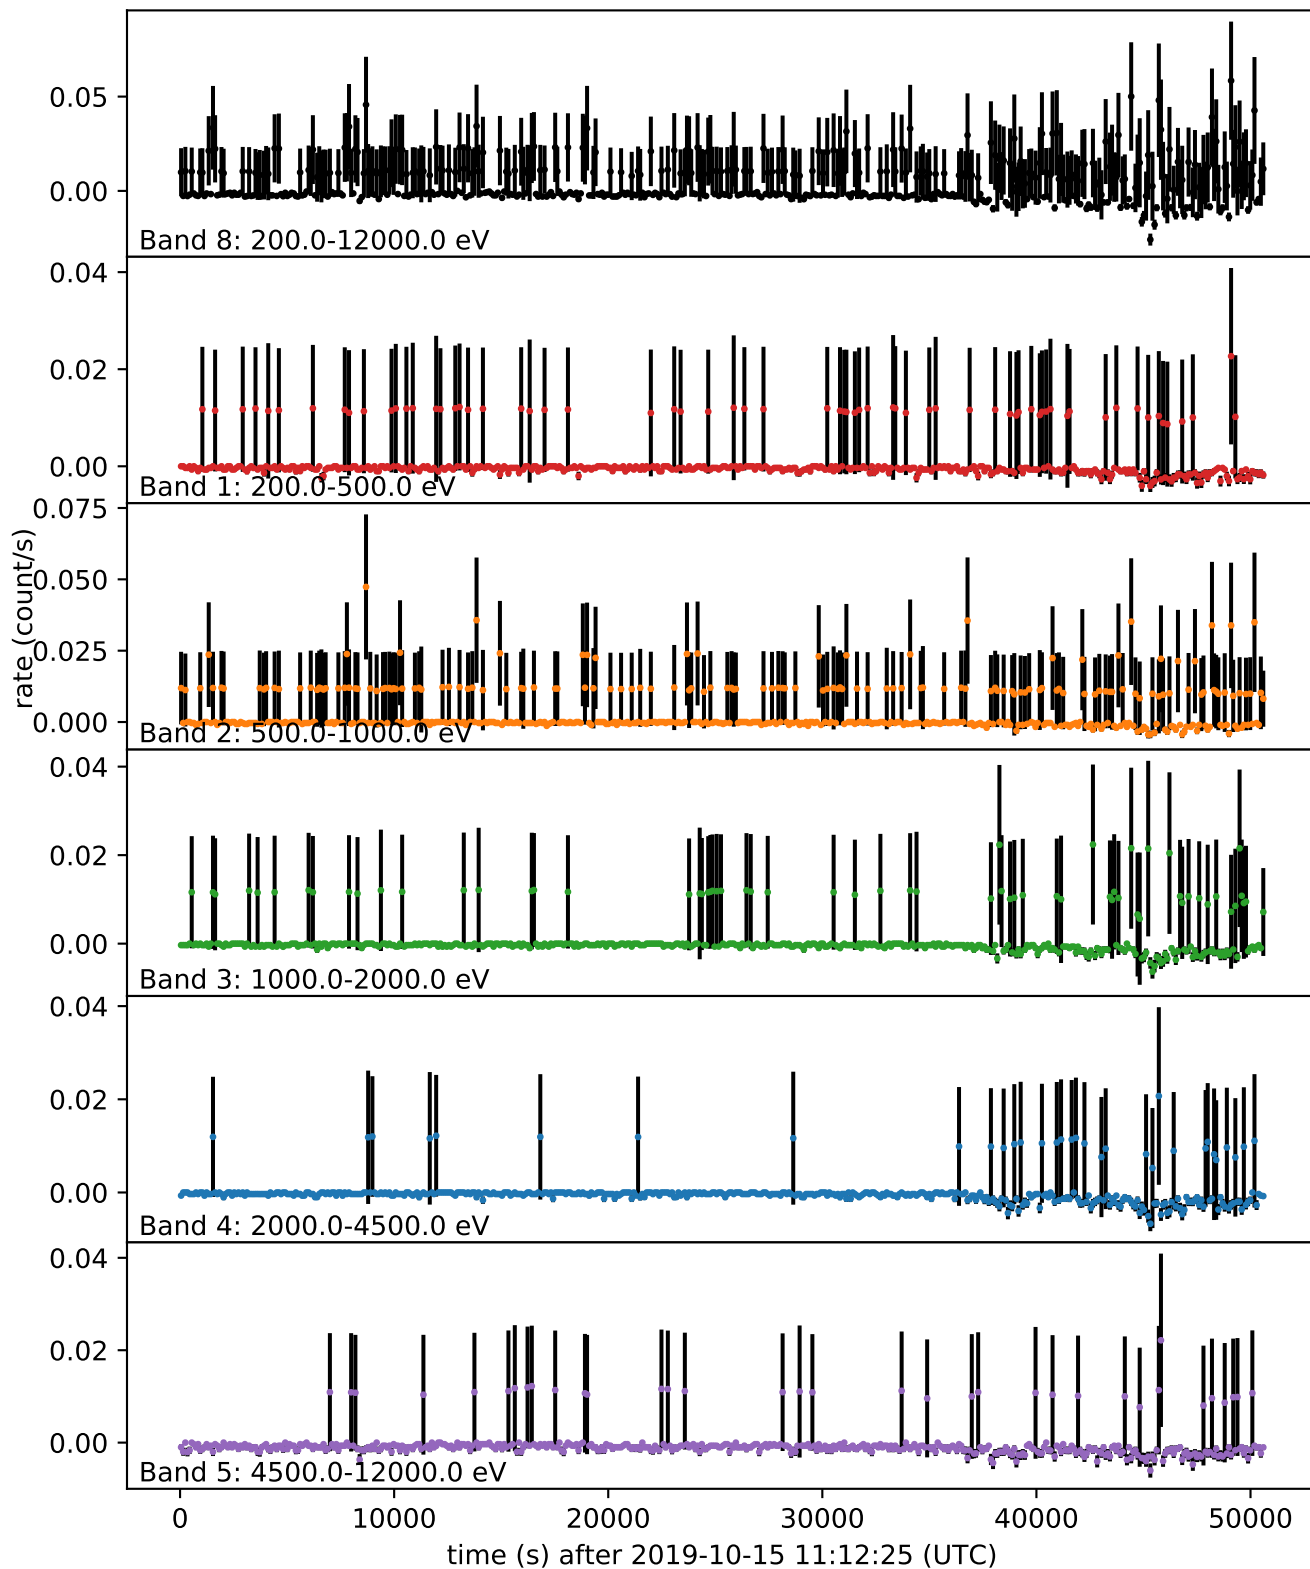 0.05
0.00
Band 8: 200.0-12000.0 eV
0.04
0.02
0.00
Band 1: 200.0-500.0 eV
rate (count/s)
0.075
0.050
0.025
0.000
Band 2: 500.0-1000.0 eV
0.04
0.02
0.00
Band 3: 1000.0-2000.0 eV
0.04
0.02
0.00
Band 4: 2000.0-4500.0 eV
0.04
0.02
0.00
Band 5: 4500.0-12000.0 eV
0 10000 20000 30000 40000 50000
time (s) after 2019-10-15 11:12:25 (UTC)